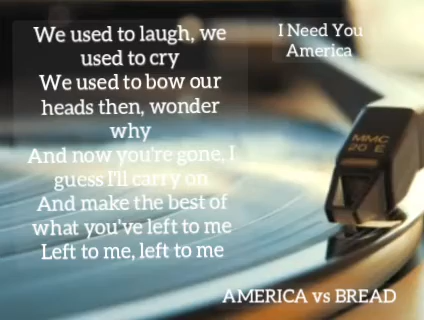 We used to laugh, we
used to cry
We used to bow our
heads then, wonder
why
And now you're gone, I
guess I'll carry on
And make the best of
what you've left to me
Left to me, left to me
I Need You
America
MMC
20 E
AMERICA vs BREAD